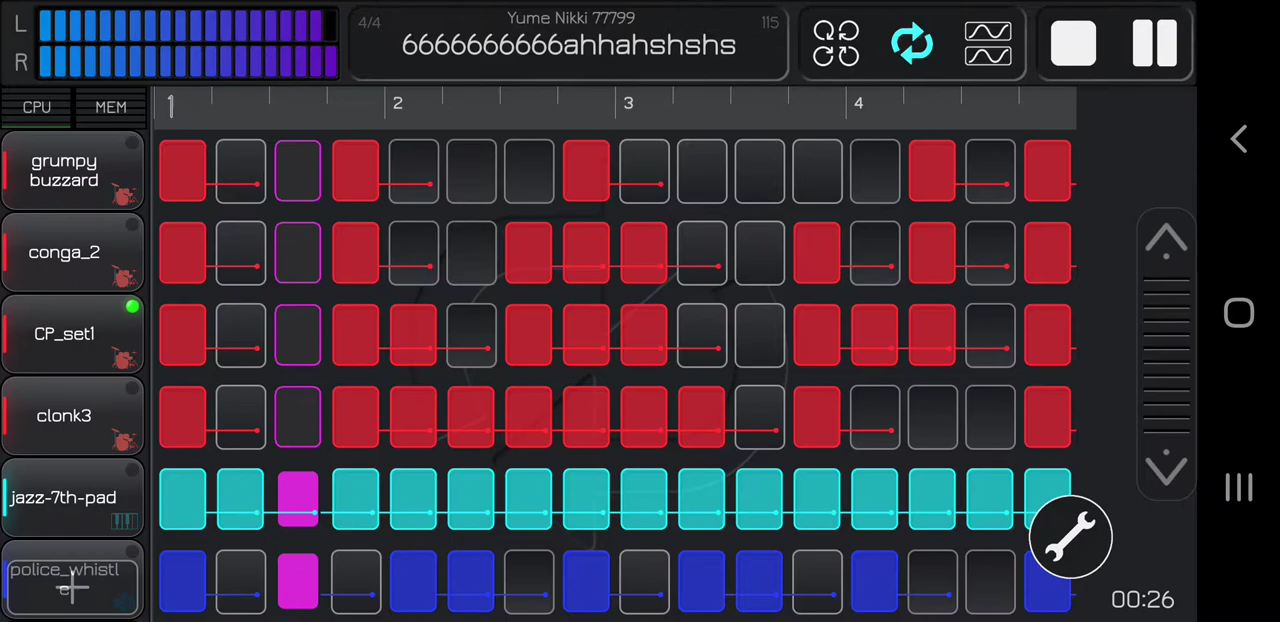 L
R
4/4
Yume Nikki 77799
115
6666666666ahhahshshs
CPU
MEM
1
2
3
4
grumpy
buzzard
conga_2
CP_set1
clonk3
jazz-7th-pad
police_whistl
e
00:26